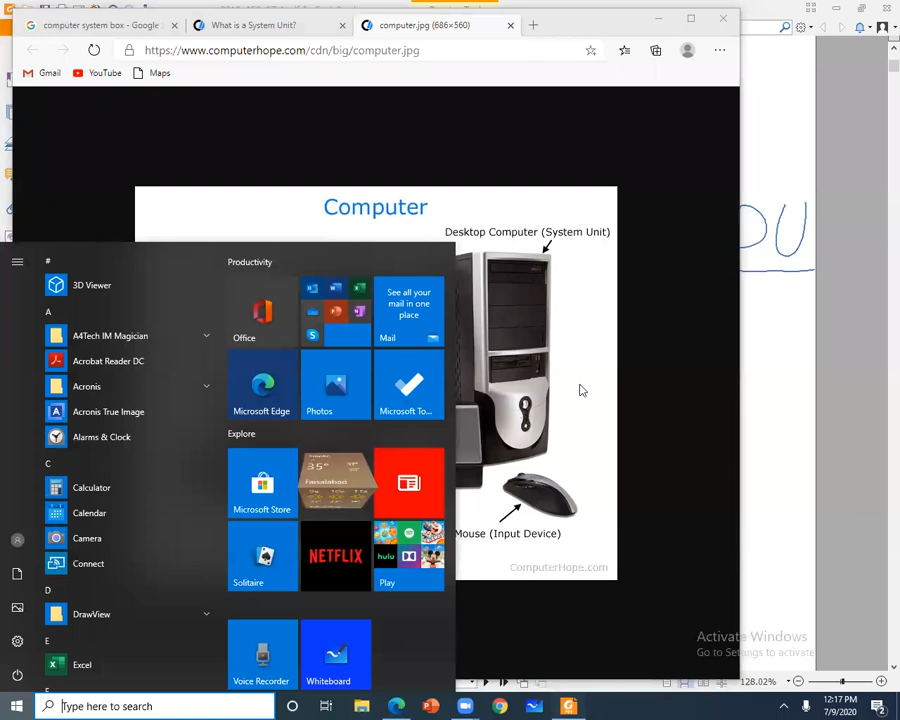 computer system box - Google
What is a System Unit?
computer.jpg (686×560)
https://www.computerhope.com/cdn/big/computer.jpg
Gmail
YouTube
Maps
OU
Computer
Desktop Computer (System Unit)
Mouse (Input Device)
ComputerHope.com
#
3D Viewer
A
A4Tech IM Magician
Acrobat Reader DC
Acronis
Acronis True Image
Alarms & Clock
C
Calculator
Calendar
Camera
Connect
D
DrawView
E
Excel
Productivity
Office
See all your
mail in one
place
Mail
Microsoft Edge
Photos
Microsoft To...
Explore
Microsoft Store
35°
Faisalabad
Solitaire
NETFLIX
hulu
Play
Voice Recorder
Whiteboard
Activate Windows
Go to Settings to activate
128.02%
Type here to search
12:17 PM
7/9/2020
2